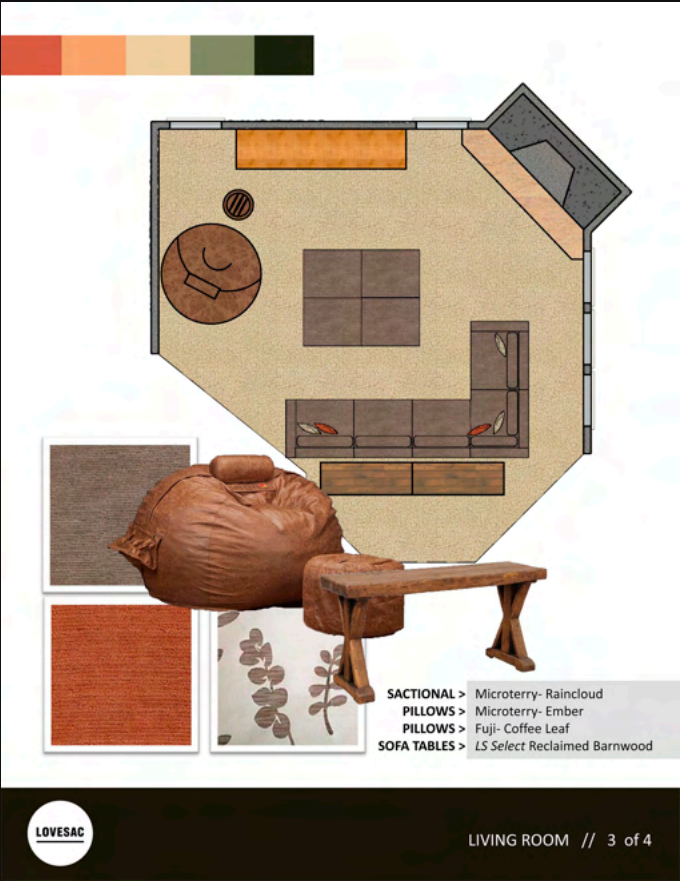 SACTIONAL > Microterry- Raincloud
PILLOWS > Microterry- Ember
PILLOWS > Fuji- Coffee Leaf
SOFA TABLES > LS Select Reclaimed Barnwood
LOVESAC
LIVING ROOM // 3 of 4